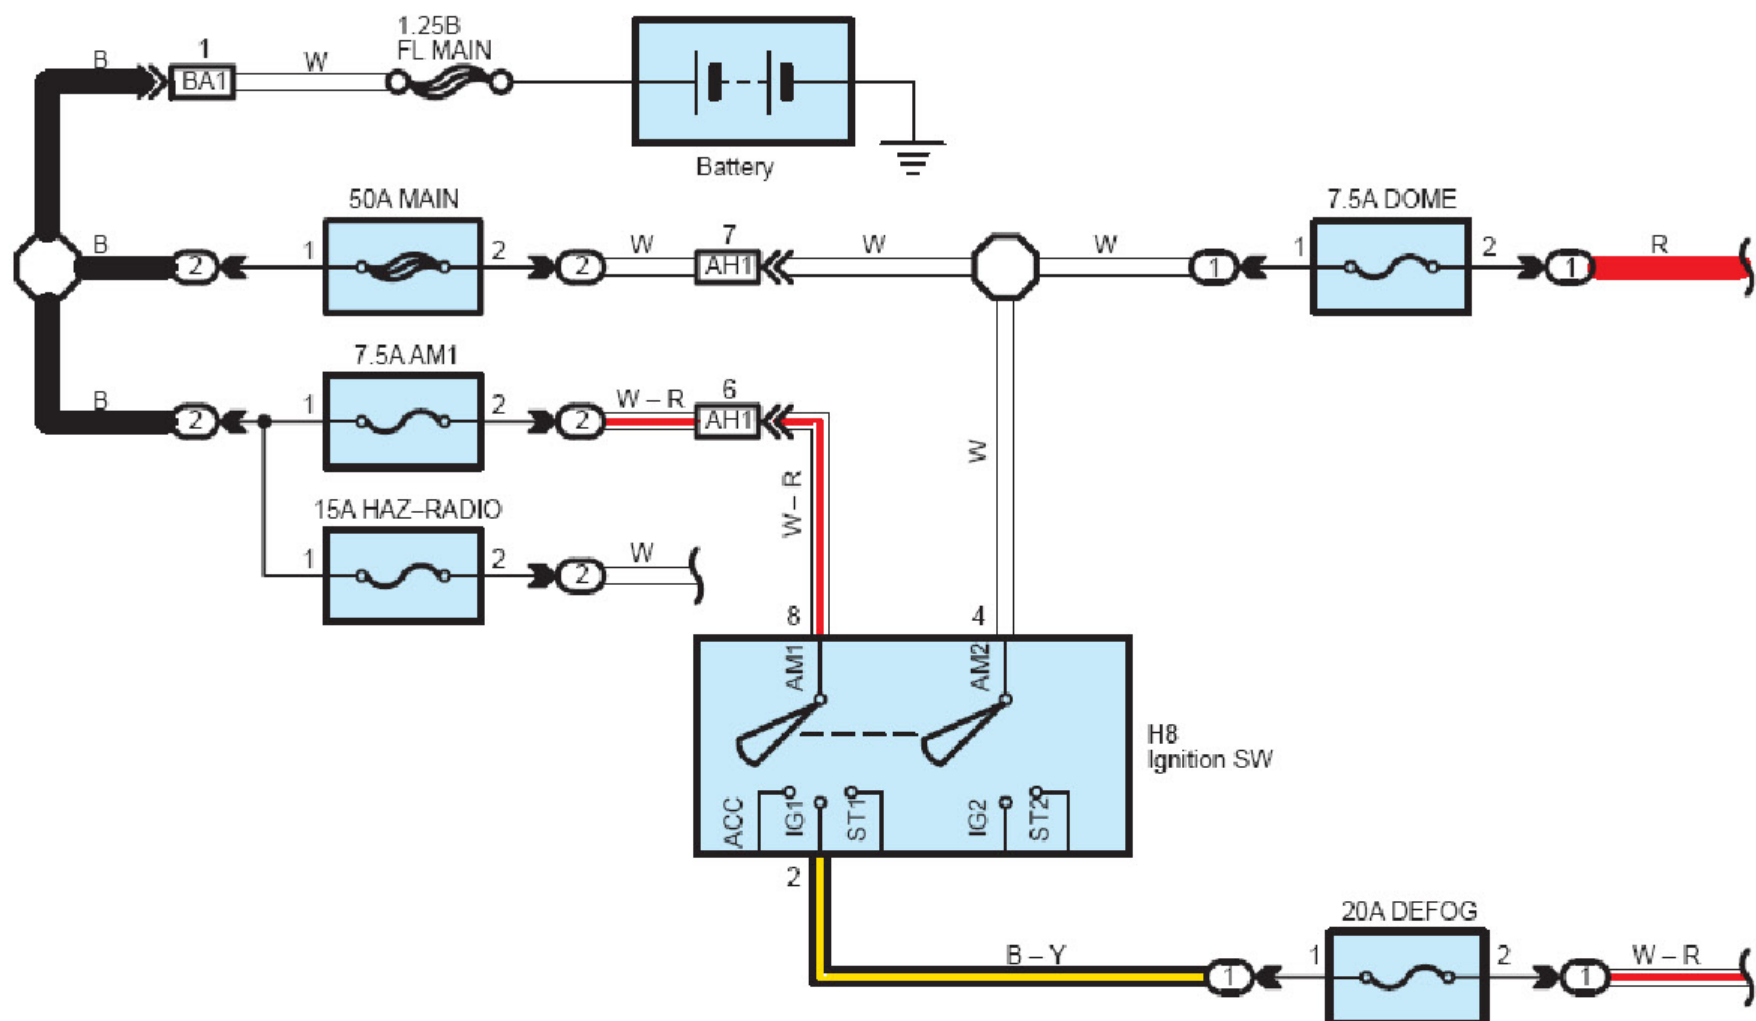 1.25B
FL MAIN
B
1
BA1
W
Battery
50A MAIN
B
2
1
2
2
W
7
AH1
W
W
1
7.5A DOME
1
2
1
R
7.5A AM1
B
2
1
2
2
W – R
6
AH1
W – R
W
15A HAZ–RADIO
1
2
2
W
8
4
AM1
AM2
H8
Ignition SW
ACC
IG1
ST1
IG2
ST2
2
B – Y
1
20A DEFOG
1
2
1
W – R